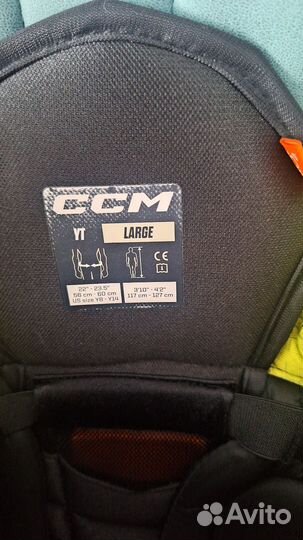 CCM
YT LARGE
22" - 23.5"
56 cm - 60 cm
US size Y8 - Y14
3'10" - 4'2"
117 cm - 127 cm
CE
Avito